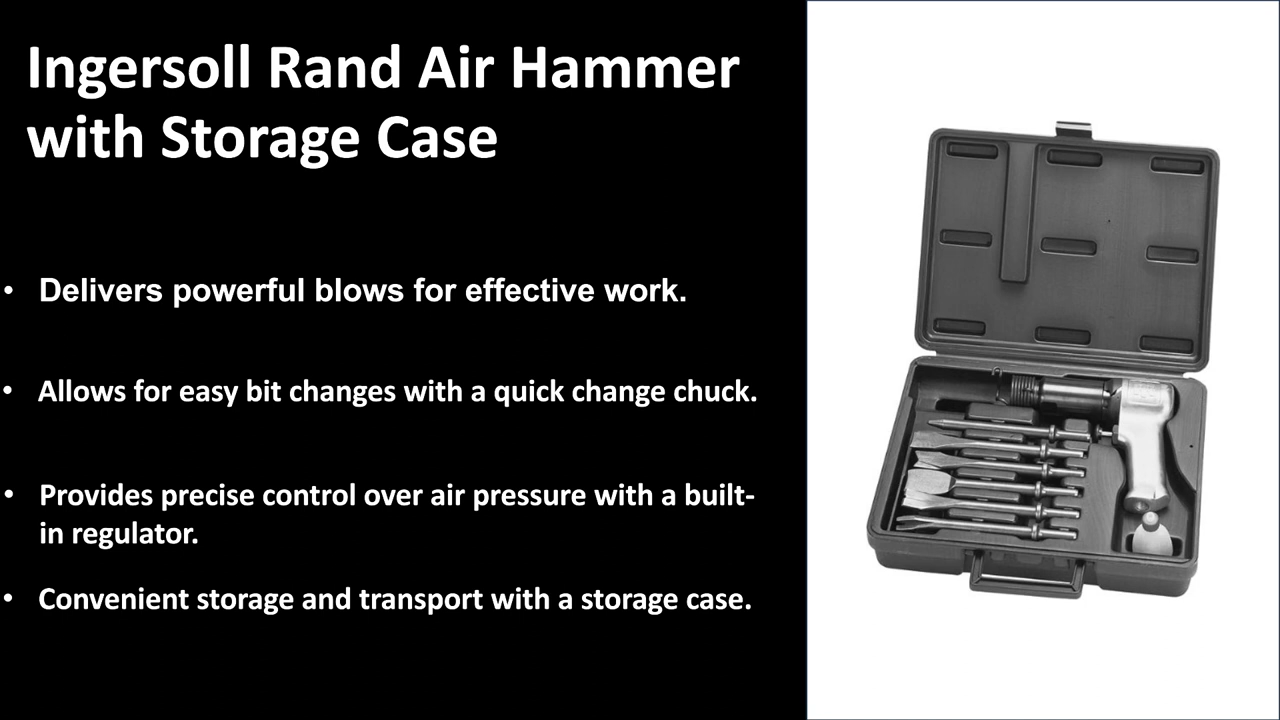 Ingersoll Rand Air Hammer
with Storage Case
• Delivers powerful blows for effective work.
• Allows for easy bit changes with a quick change chuck.
• Provides precise control over air pressure with a built-
in regulator.
• Convenient storage and transport with a storage case.